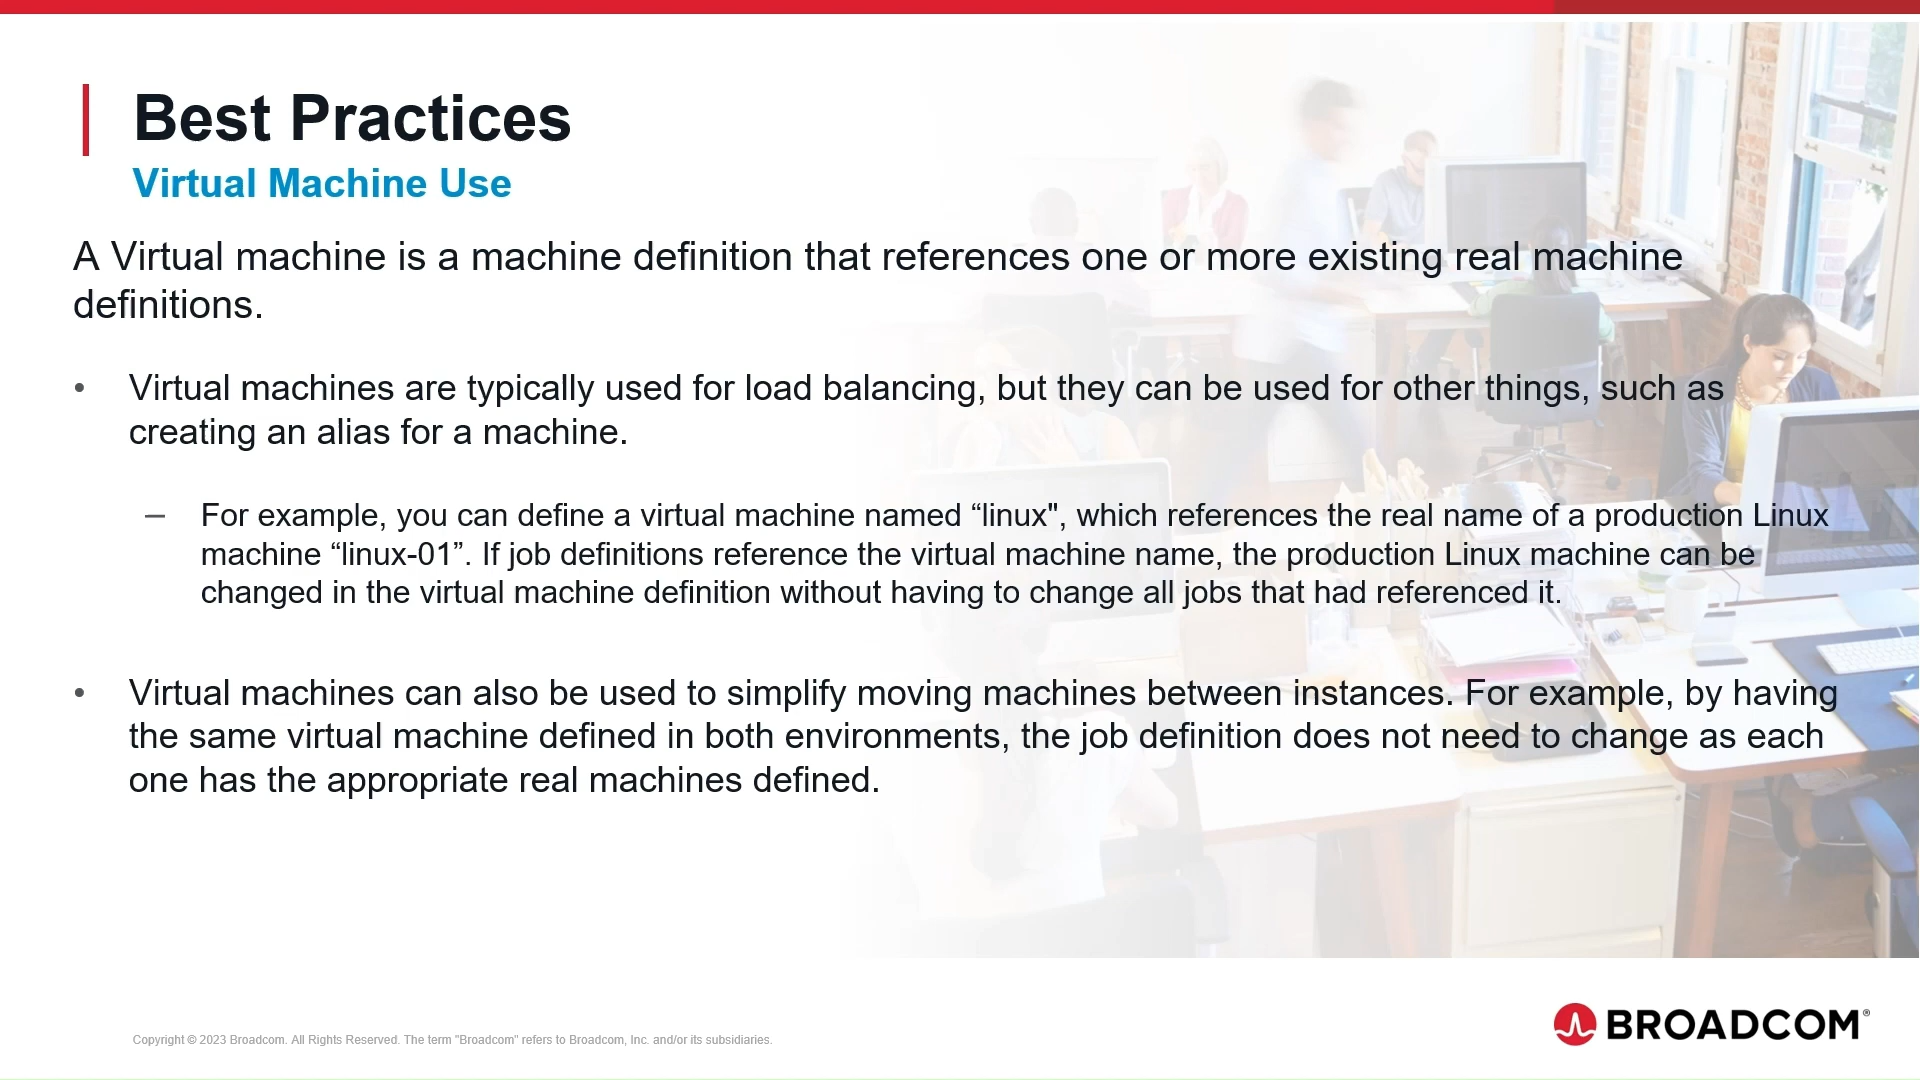 Best Practices
Virtual Machine Use
A Virtual machine is a machine definition that references one or more existing real machine
definitions.
• Virtual machines are typically used for load balancing, but they can be used for other things, such as
creating an alias for a machine.
– For example, you can define a virtual machine named “linux", which references the real name of a production Linux
machine “linux-01”. If job definitions reference the virtual machine name, the production Linux machine can be
changed in the virtual machine definition without having to change all jobs that had referenced it.
• Virtual machines can also be used to simplify moving machines between instances. For example, by having
the same virtual machine defined in both environments, the job definition does not need to change as each
one has the appropriate real machines defined.
Copyright © 2023 Broadcom. All Rights Reserved. The term "Broadcom" refers to Broadcom, Inc. and/or its subsidiaries.
BROADCOM®